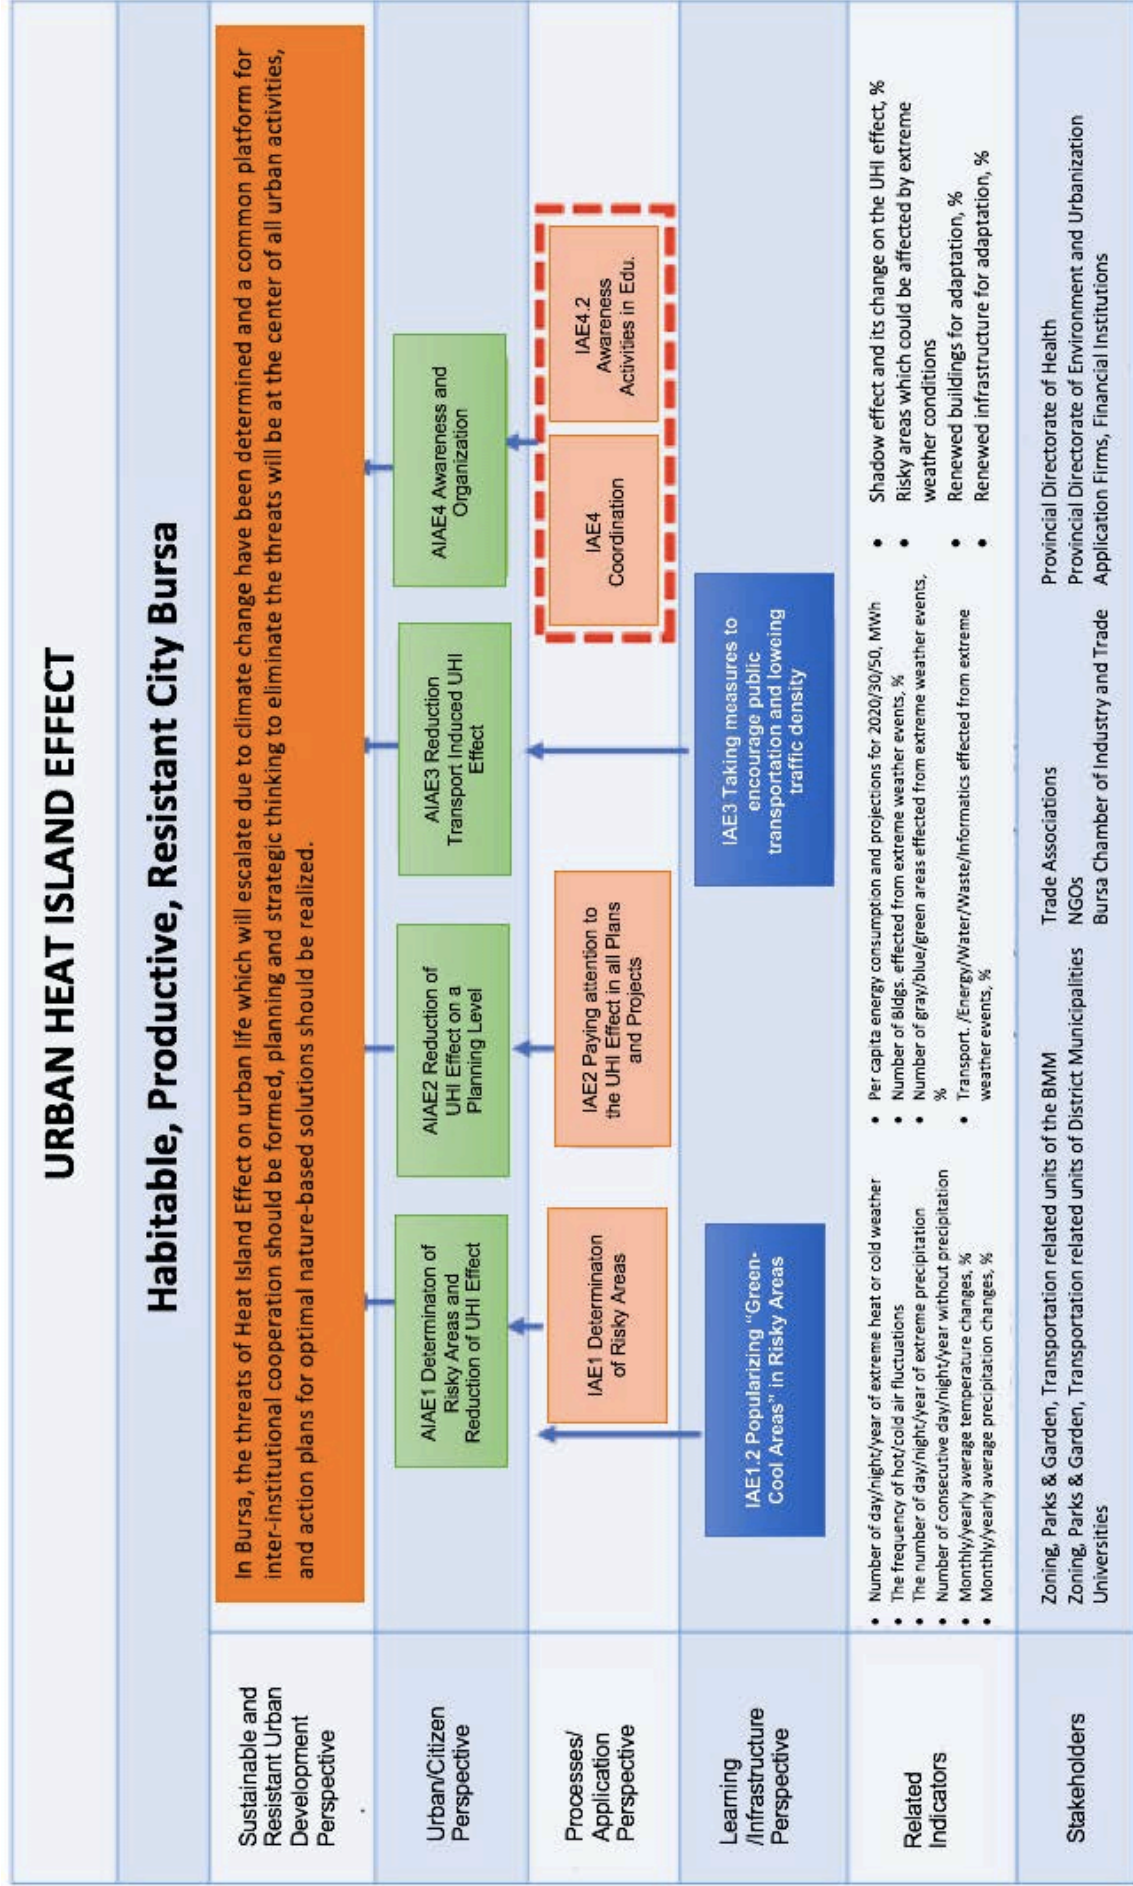 URBAN HEAT ISLAND EFFECT
Habitable, Productive, Resistant City Bursa
Sustainable and
Resistant Urban
Development
Perspective
In Bursa, the threats of Heat Island Effect on urban life which will escalate due to climate change have been determined and a common platform for
inter-institutional cooperation should be formed, planning and strategic thinking to eliminate the threats will be at the center of all urban activities,
and action plans for optimal nature-based solutions should be realized.
Urban/Citizen
Perspective
AIAE1 Determinaton of
Risky Areas and
Reduction of UHI Effect
AIAE2 Reduction of
UHI Effect on a
Planning Level
AIAE3 Reduction
Transport Induced UHI
Effect
AIAE4 Awareness and
Organization
Processes/
Application
Perspective
IAE1 Determinaton
of Risky Areas
IAE2 Paying attention to
the UHI Effect in all Plans
and Projects
IAE4
Coordination
IAE4.2
Awareness
Activities in Edu.
Learning
/Infrastructure
Perspective
IAE1.2 Popularizing “Green-
Cool Areas” in Risky Areas
IAE3 Taking measures to
encourage public
transportation and loweing
traffic density
Related
Indicators
• Number of day/night/year of extreme heat or cold weather
• The frequency of hot/cold air fluctuations
• The number of day/night/year of extreme precipitation
• Number of consecutive day/night/year without precipitation
• Monthly/yearly average temperature changes, %
• Monthly/yearly average precipitation changes, %
• Per capita energy consumption and projections for 2020/30/50, MWh
• Number of Bldgs. effected from extreme weather events, %
• Number of gray/blue/green areas effected from extreme weather events,
%
• Transport./Energy/Water/Waste/Informatics effected from extreme
weather events, %
• Shadow effect and its change on the UHI effect, %
• Risky areas which could be affected by extreme
weather conditions
• Renewed buildings for adaptation, %
• Renewed infrastructure for adaptation, %
Stakeholders
Zoning, Parks & Garden, Transportation related units of the BMM
Zoning, Parks & Garden, Transportation related units of District Municipalities
Universities
Trade Associations
NGOs
Bursa Chamber of Industry and Trade
Provincial Directorate of Health
Provincial Directorate of Environment and Urbanization
Application Firms, Financial Institutions